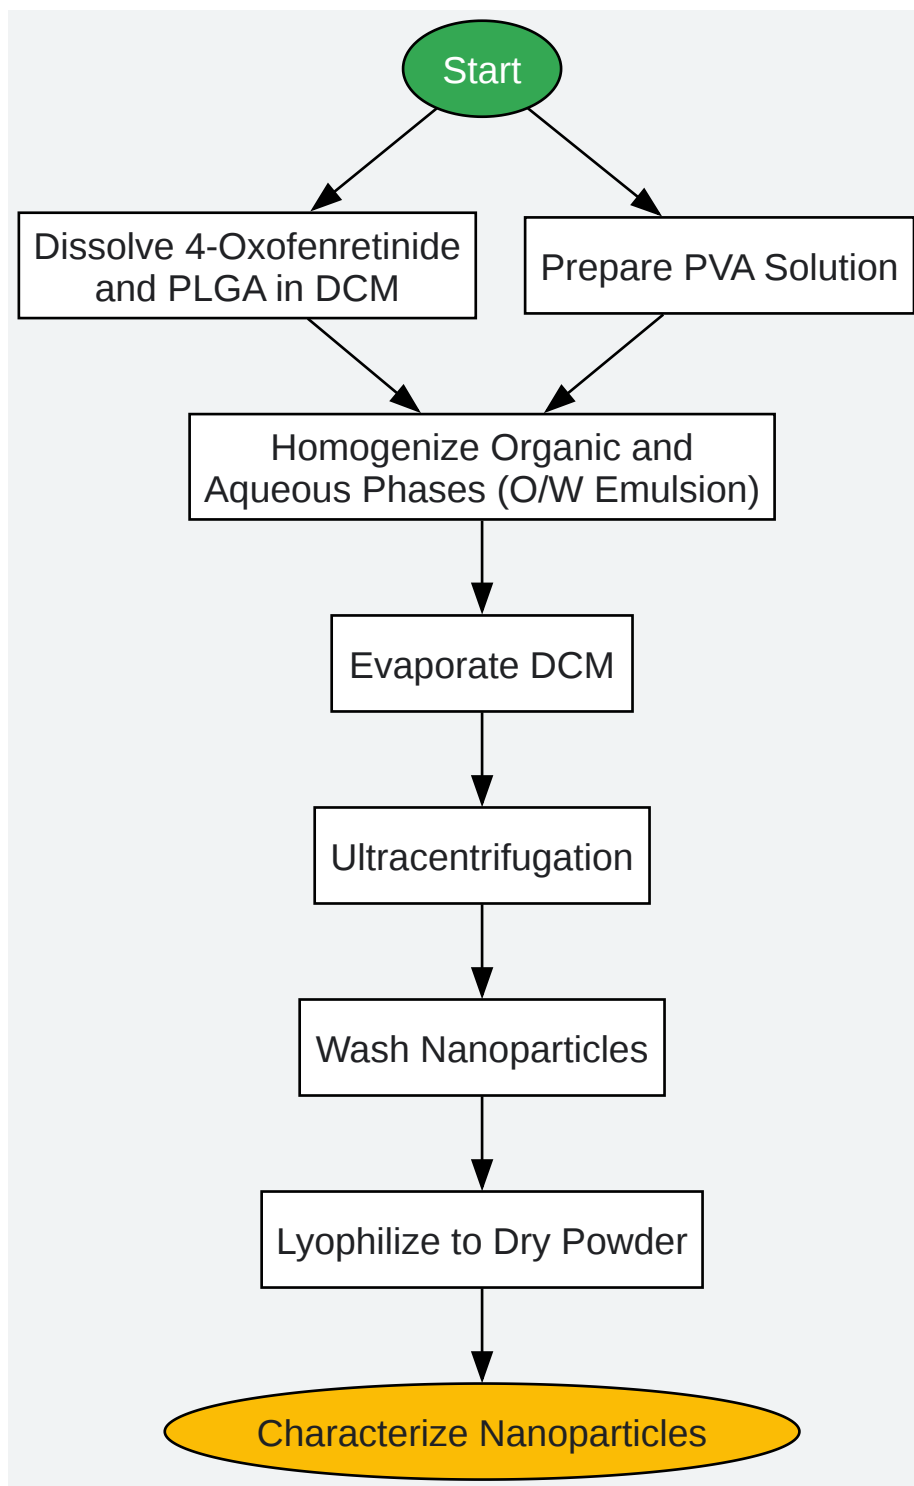 Start
Dissolve 4-Oxofenretinide
and PLGA in DCM
Prepare PVA Solution
Homogenize Organic and
Aqueous Phases (O/W Emulsion)
Evaporate DCM
Ultracentrifugation
Wash Nanoparticles
Lyophilize to Dry Powder
Characterize Nanoparticles